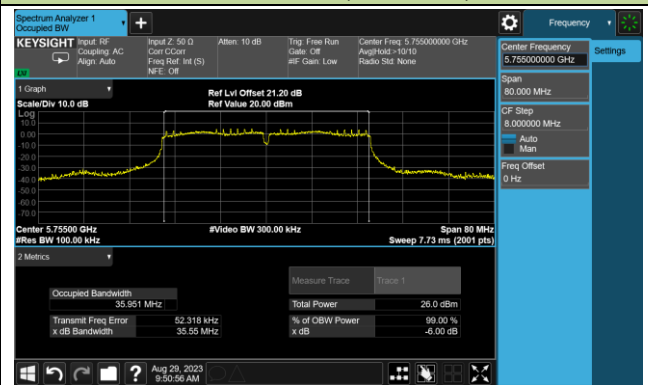 Spectrum Analyzer 1
Occupied BW
Frequency
KEYSIGHT
Input: RF
Coupling: AC
Align: Auto
Input Z: 50 Ω
Corr CCorr
Freq Ref: Int (S)
NFE: Off
Atten: 10 dB
Trig: Free Run
Gate: Off
#IF Gain: Low
Center Freq: 5.755000000 GHz
Avg|Hold:>10/10
Radio Std: None
Center Frequency
5.755000000 GHz
Settings
Span
80.000 MHz
CF Step
8.000000 MHz
Auto
Man
Freq Offset
0 Hz
1 Graph
Scale/Div 10.0 dB
Ref Lvl Offset 21.20 dB
Ref Value 20.00 dBm
Log
10.0
0.00
-10.0
-20.0
-30.0
-40.0
-50.0
-60.0
-70.0
Center 5.75500 GHz
#Res BW 100.00 kHz
#Video BW 300.00 kHz
Span 80 MHz
Sweep 7.73 ms (2001 pts)
2 Metrics
Measure Trace
Trace 1
Occupied Bandwidth
35.951 MHz
Total Power
26.0 dBm
Transmit Freq Error
52.318 kHz
% of OBW Power
99.00 %
x dB Bandwidth
35.55 MHz
x dB
-6.00 dB
?
Aug 29, 2023
9:50:56 AM